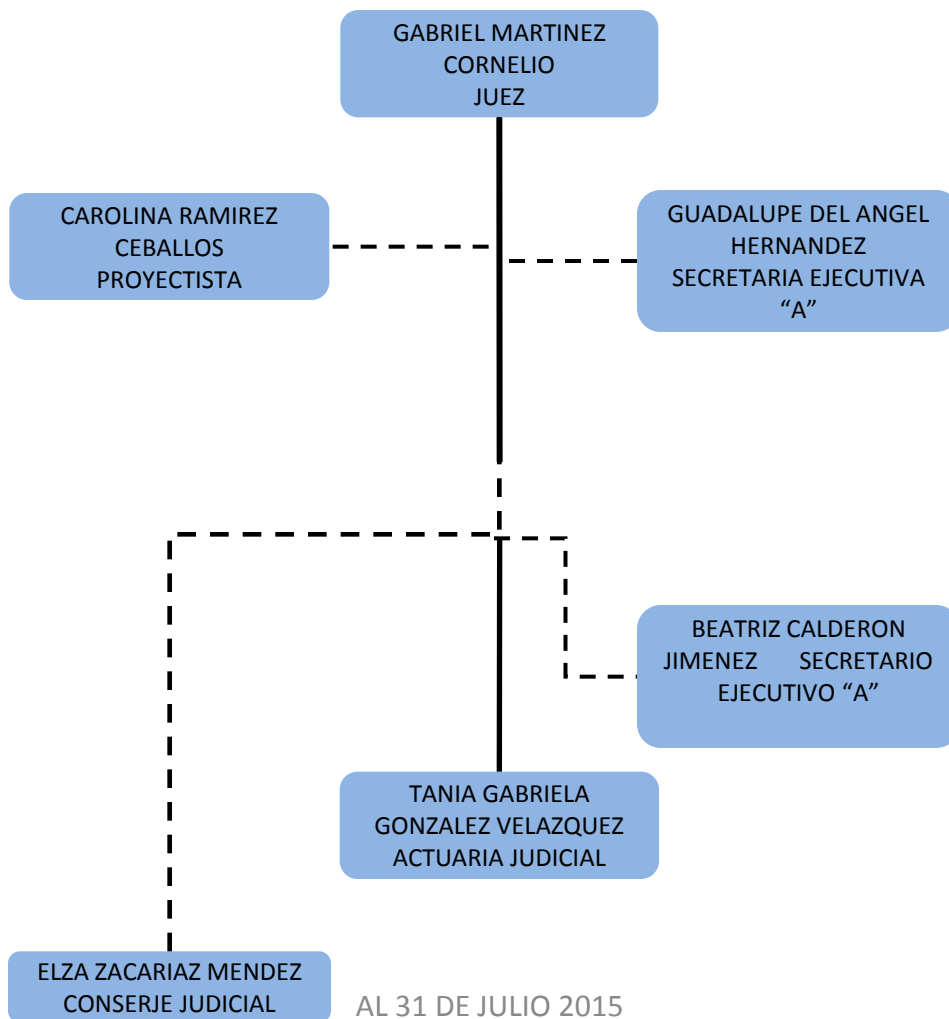 GABRIEL MARTINEZ
CORNELIO
JUEZ
CAROLINA RAMIREZ
CEBALLOS
PROYECTISTA
GUADALUPE DEL ANGEL
HERNANDEZ
SECRETARIA EJECUTIVA
“A”
BEATRIZ CALDERON
JIMENEZ SECRETARIO
EJECUTIVO “A”
TANIA GABRIELA
GONZALEZ VELAZQUEZ
ACTUARIA JUDICIAL
ELZA ZACARIAZ MENDEZ
CONSERJE JUDICIAL
AL 31 DE JULIO 2015